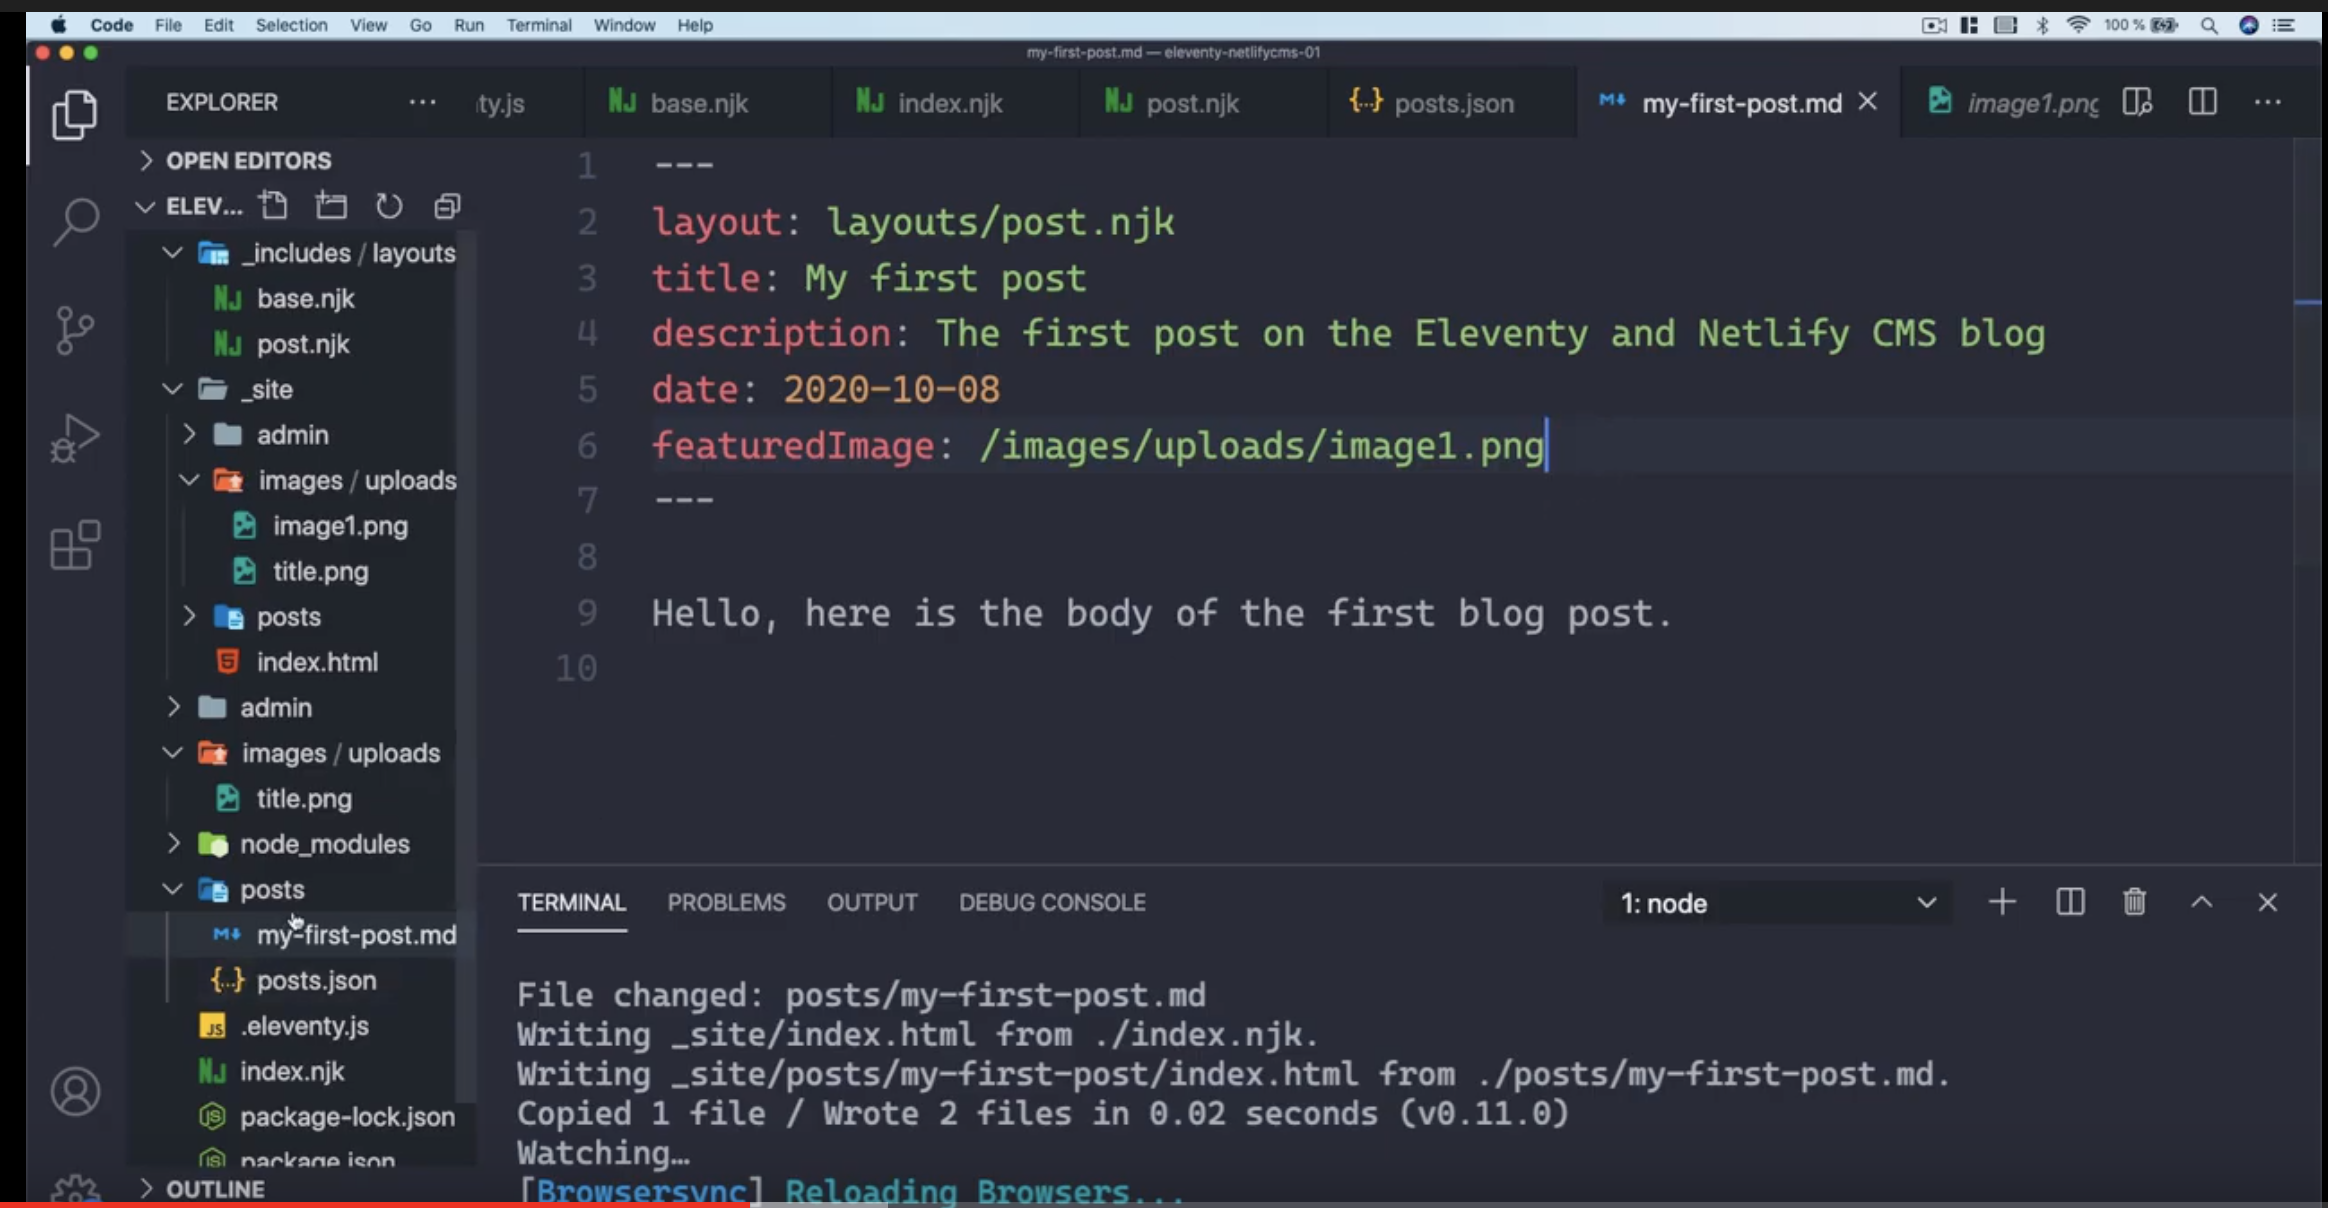 Code File Edit Selection View Go Run Terminal Window Help
100 %
my-first-post.md — eleventy-netlifycms-01
EXPLORER
ty.js
base.njk
index.njk
post.njk
posts.json
my-first-post.md
image1.png
OPEN EDITORS
ELEV...
_includes / layouts
base.njk
post.njk
_site
admin
images / uploads
image1.png
title.png
posts
index.html
admin
images / uploads
title.png
node_modules
posts
my-first-post.md
posts.json
.eleventy.js
index.njk
package-lock.json
package.json
OUTLINE
1 ---
2 layout: layouts/post.njk
3 title: My first post
4 description: The first post on the Eleventy and Netlify CMS blog
5 date: 2020-10-08
6 featuredImage: /images/uploads/image1.png
7 ---
8
9 Hello, here is the body of the first blog post.
10
TERMINAL PROBLEMS OUTPUT DEBUG CONSOLE
1: node
File changed: posts/my-first-post.md
Writing _site/index.html from ./index.njk.
Writing _site/posts/my-first-post/index.html from ./posts/my-first-post.md.
Copied 1 file / Wrote 2 files in 0.02 seconds (v0.11.0)
Watching…
[Browsersync] Reloading Browsers...